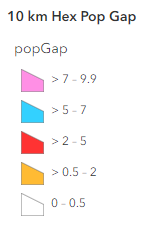 10 km Hex Pop Gap
popGap
> 7 - 9.9
> 5 - 7
> 2 - 5
> 0.5 - 2
0 - 0.5